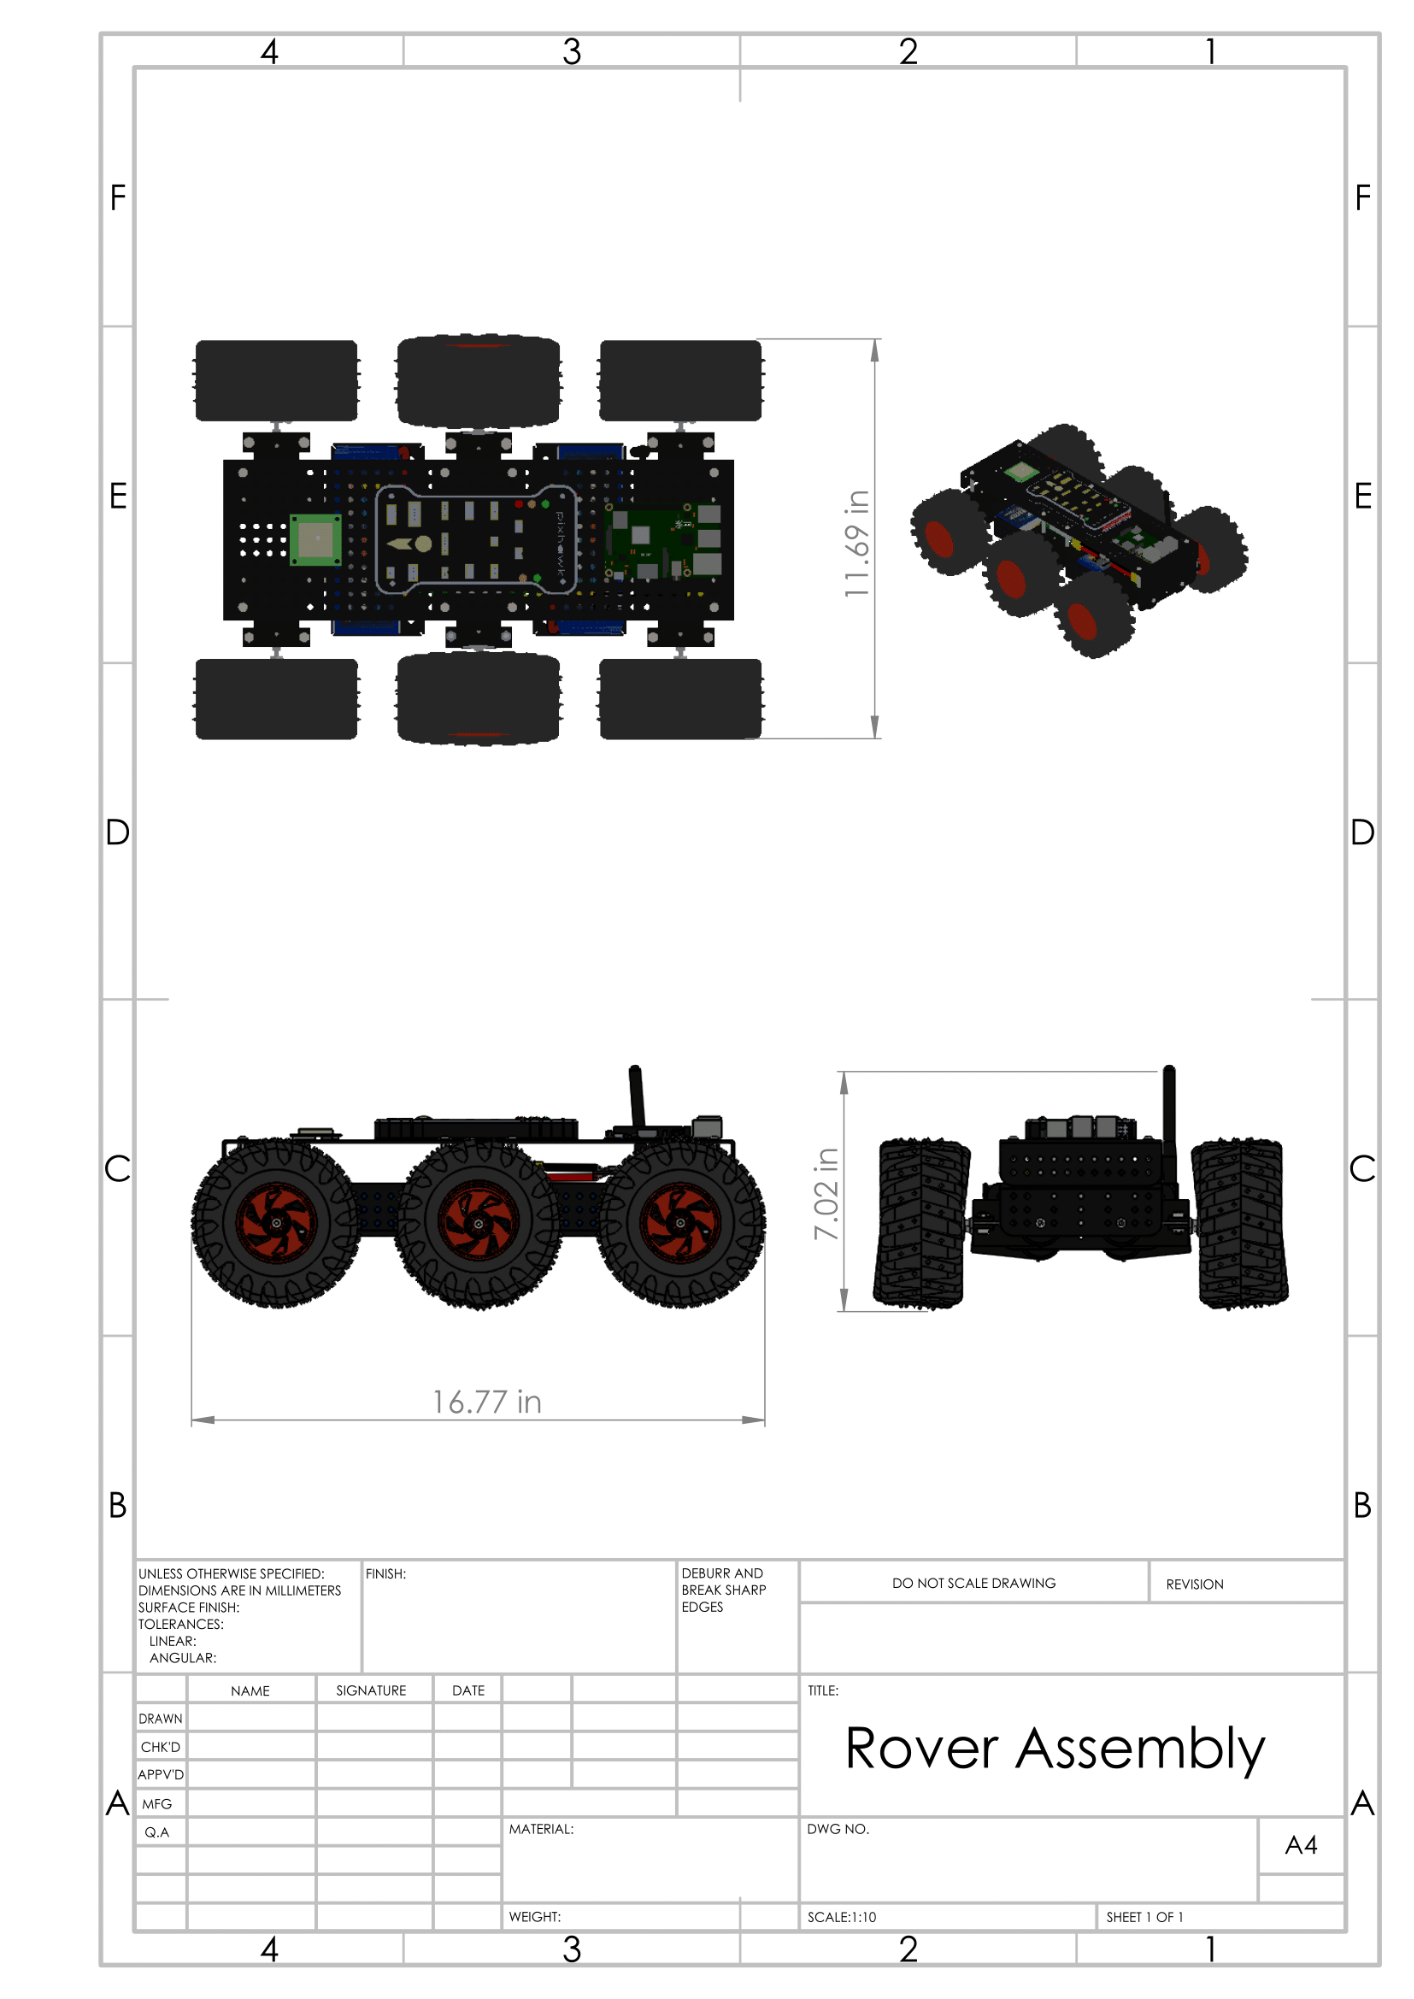 4 3 2 1
F F
E E
D D
C C
B B
A A
pixhawk
11.69 in
7.02 in
16.77 in
UNLESS OTHERWISE SPECIFIED:
DIMENSIONS ARE IN MILLIMETERS
SURFACE FINISH:
TOLERANCES:
LINEAR:
ANGULAR:
FINISH:
DEBURR AND
BREAK SHARP
EDGES
DO NOT SCALE DRAWING
REVISION
NAME SIGNATURE DATE
DRAWN
CHK'D
APPV'D
MFG
Q.A
TITLE:
Rover Assembly
MATERIAL:
DWG NO.
A4
WEIGHT:
SCALE:1:10
SHEET 1 OF 1
4 3 2 1